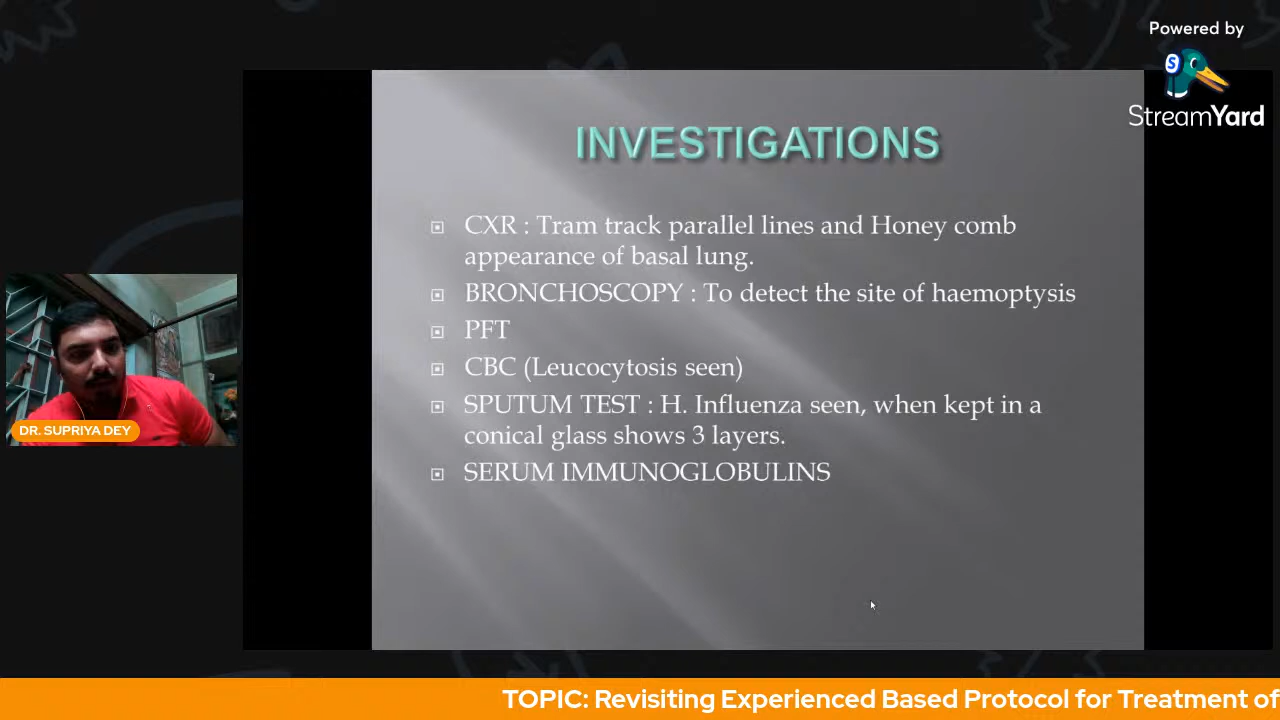 Powered by
S
StreamYard
INVESTIGATIONS
CXR : Tram track parallel lines and Honey comb
appearance of basal lung.
BRONCHOSCOPY : To detect the site of haemoptysis
PFT
CBC (Leucocytosis seen)
SPUTUM TEST : H. Influenza seen, when kept in a
conical glass shows 3 layers.
SERUM IMMUNOGLOBULINS
DR. SUPRIYA DEY
TOPIC: Revisiting Experienced Based Protocol for Treatment of